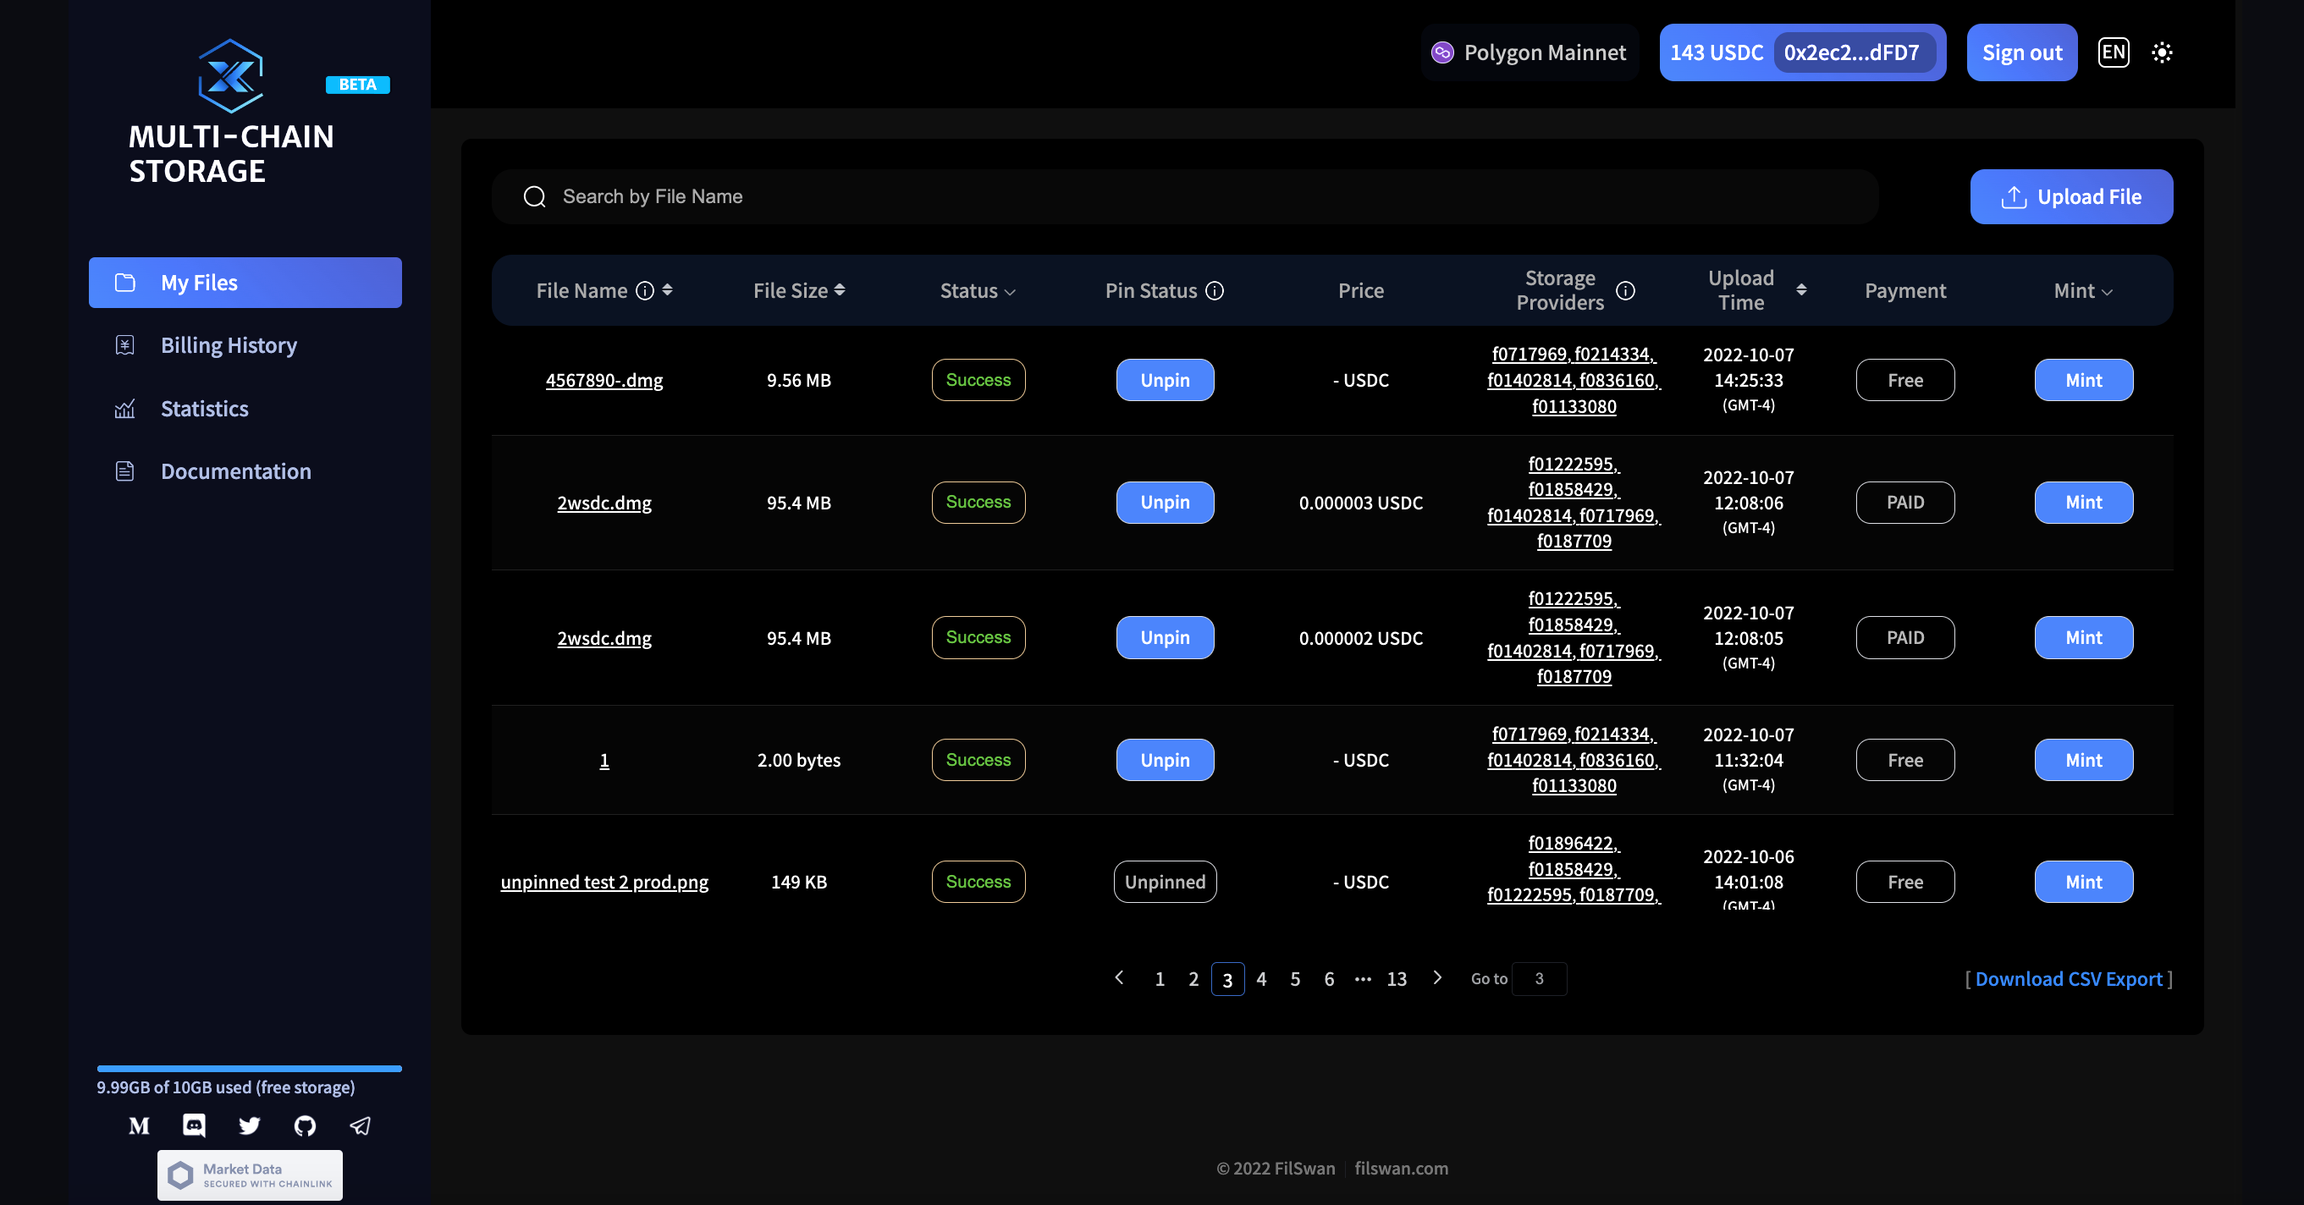 BETA
MULTI-CHAIN
STORAGE
Polygon Mainnet
143 USDC 0x2ec2...dFD7
Sign out
EN
My Files
Billing History
Statistics
Documentation
Search by File Name
Upload File
File Name File Size Status Pin Status Price Storage Providers Upload Time Payment Mint
4567890-.dmg 9.56 MB Success Unpin - USDC
f0717969, f0214334,
f01402814, f0836160,
f01133080
2022-10-07
14:25:33
(GMT-4)
Free Mint
2wsdc.dmg 95.4 MB Success Unpin 0.000003 USDC
f01222595,
f01858429,
f01402814, f0717969,
f0187709
2022-10-07
12:08:06
(GMT-4)
PAID Mint
2wsdc.dmg 95.4 MB Success Unpin 0.000002 USDC
f01222595,
f01858429,
f01402814, f0717969,
f0187709
2022-10-07
12:08:05
(GMT-4)
PAID Mint
1 2.00 bytes Success Unpin - USDC
f0717969, f0214334,
f01402814, f0836160,
f01133080
2022-10-07
11:32:04
(GMT-4)
Free Mint
unpinned test 2 prod.png 149 KB Success Unpinned - USDC
f01896422,
f01858429,
f01222595, f0187709,
2022-10-06
14:01:08
(GMT-4)
Free Mint
1 2 3 4 5 6 ••• 13 Go to 3
[ Download CSV Export ]
9.99GB of 10GB used (free storage)
Market Data
SECURED WITH CHAINLINK
© 2022 FilSwan filswan.com